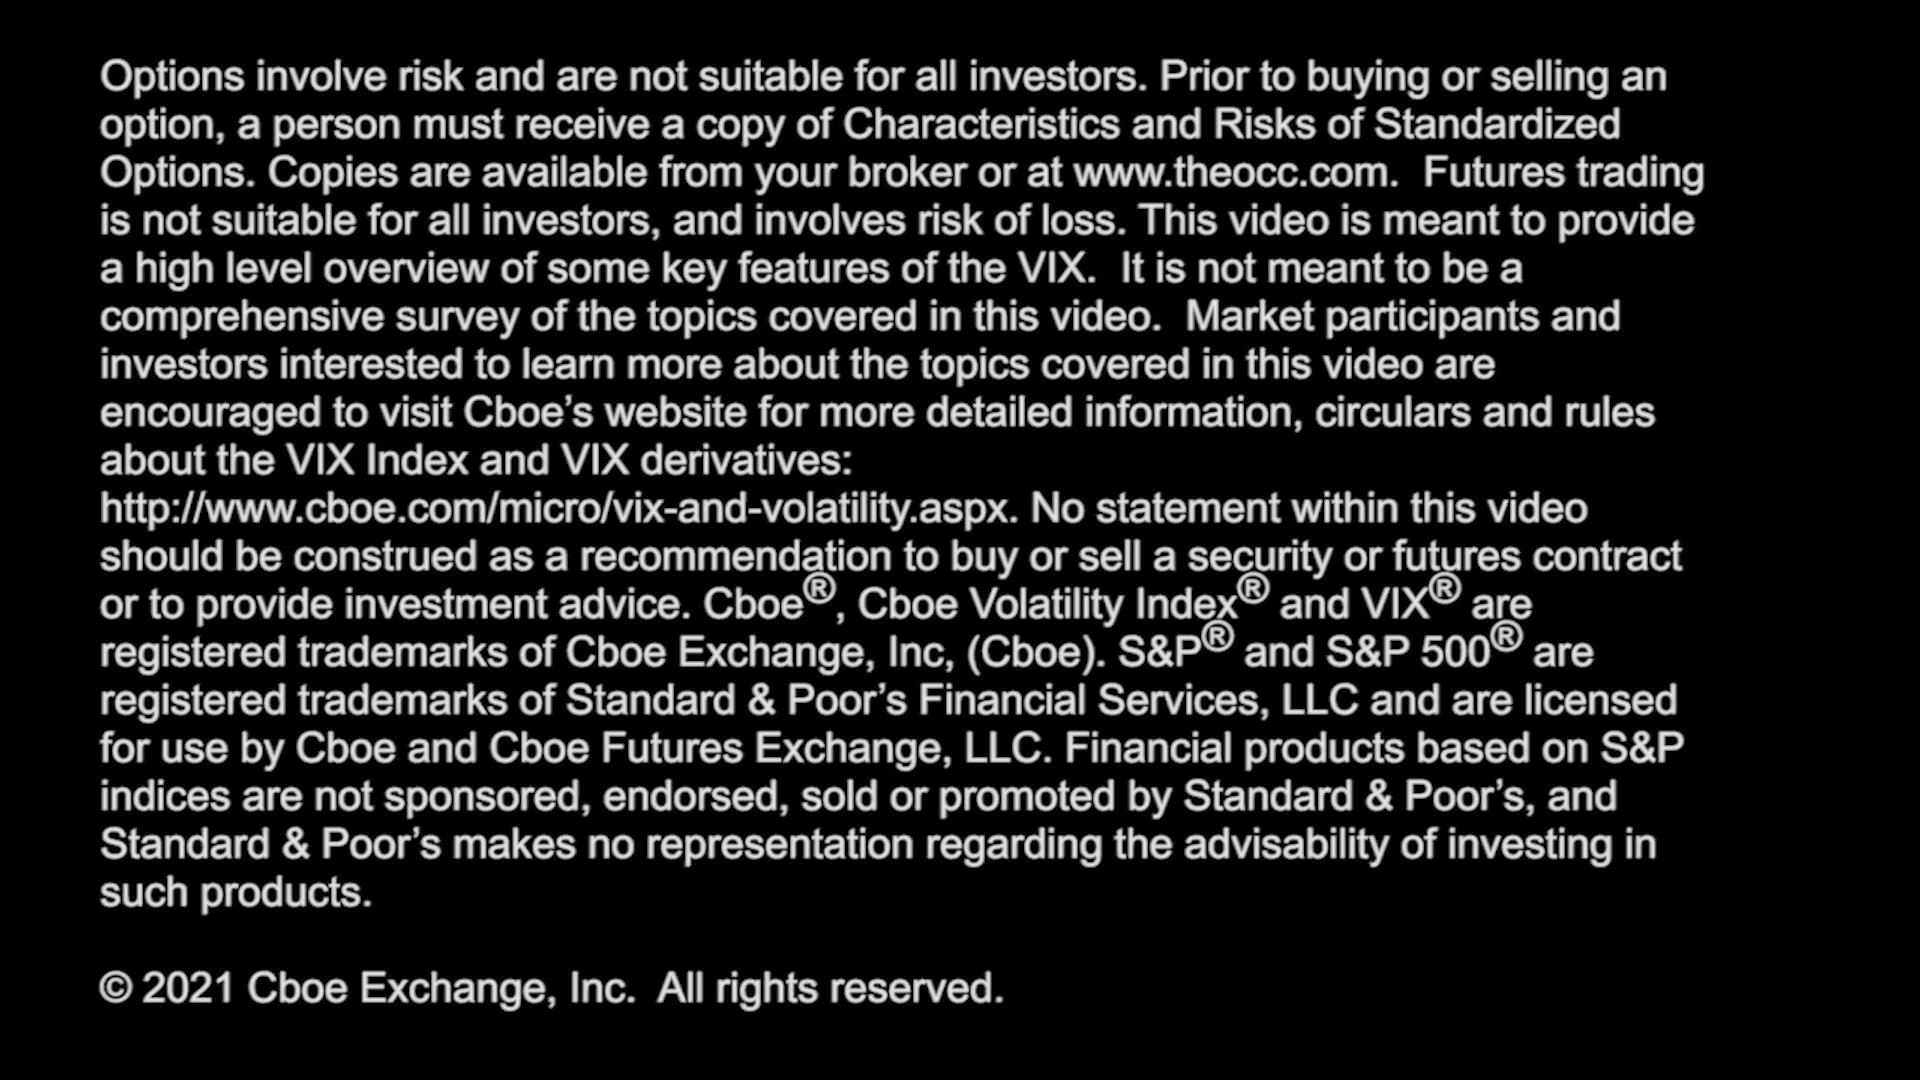 Options involve risk and are not suitable for all investors. Prior to buying or selling an
option, a person must receive a copy of Characteristics and Risks of Standardized
Options. Copies are available from your broker or at www.theocc.com.  Futures trading
is not suitable for all investors, and involves risk of loss. This video is meant to provide
a high level overview of some key features of the VIX.  It is not meant to be a
comprehensive survey of the topics covered in this video.  Market participants and
investors interested to learn more about the topics covered in this video are
encouraged to visit Cboe’s website for more detailed information, circulars and rules
about the VIX Index and VIX derivatives:
http://www.cboe.com/micro/vix-and-volatility.aspx. No statement within this video
should be construed as a recommendation to buy or sell a security or futures contract
or to provide investment advice. Cboe®, Cboe Volatility Index® and VIX® are
registered trademarks of Cboe Exchange, Inc, (Cboe). S&P® and S&P 500® are
registered trademarks of Standard & Poor’s Financial Services, LLC and are licensed
for use by Cboe and Cboe Futures Exchange, LLC. Financial products based on S&P
indices are not sponsored, endorsed, sold or promoted by Standard & Poor’s, and
Standard & Poor’s makes no representation regarding the advisability of investing in
such products.
© 2021 Cboe Exchange, Inc.  All rights reserved.